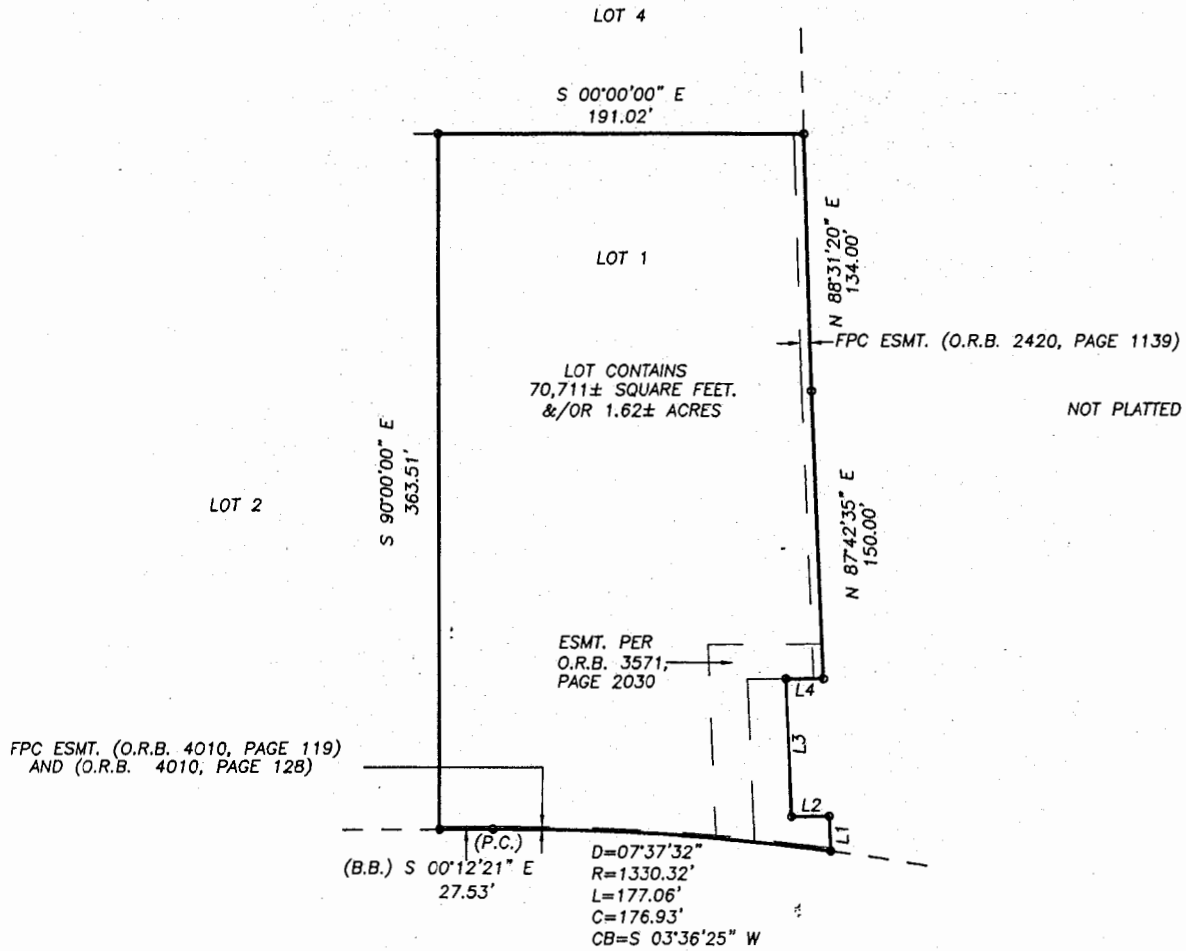 LOT 4
S 00°00'00" E
191.02'
LOT 1
N 88°31'20" E
134.00'
FPC ESMT. (O.R.B. 2420, PAGE 1139)
LOT CONTAINS
70,711± SQUARE FEET.
&/OR 1.62± ACRES
NOT PLATTED
S 90°00'00" E
363.51'
LOT 2
N 87°42'35" E
150.00'
ESMT. PER
O.R.B. 3571,
PAGE 2030
L4
L3
FPC ESMT. (O.R.B. 4010, PAGE 119)
AND (O.R.B. 4010, PAGE 128)
L2
L1
(P.C.)
(B.B.) S 00°12'21" E
27.53'
D=07°37'32"
R=1330.32'
L=177.06'
C=176.93'
CB=S 03°36'25" W